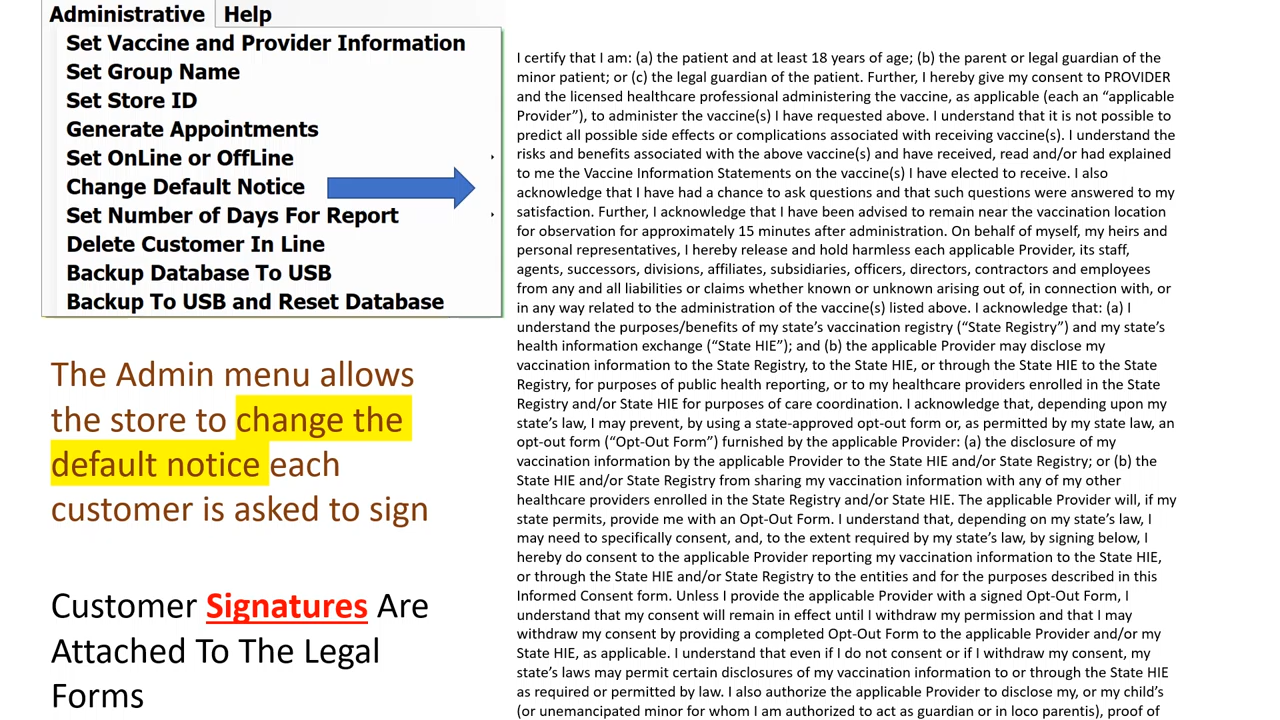 Administrative Help
Set Vaccine and Provider Information
Set Group Name
Set Store ID
Generate Appointments
Set OnLine or OffLine
Change Default Notice
Set Number of Days For Report
Delete Customer In Line
Backup Database To USB
Backup To USB and Reset Database
The Admin menu allows
the store to change the
default notice each
customer is asked to sign
Customer Signatures Are
Attached To The Legal
Forms
I certify that I am: (a) the patient and at least 18 years of age; (b) the parent or legal guardian of the
minor patient; or (c) the legal guardian of the patient. Further, I hereby give my consent to PROVIDER
and the licensed healthcare professional administering the vaccine, as applicable (each an “applicable
Provider”), to administer the vaccine(s) I have requested above. I understand that it is not possible to
predict all possible side effects or complications associated with receiving vaccine(s). I understand the
risks and benefits associated with the above vaccine(s) and have received, read and/or had explained
to me the Vaccine Information Statements on the vaccine(s) I have elected to receive. I also
acknowledge that I have had a chance to ask questions and that such questions were answered to my
satisfaction. Further, I acknowledge that I have been advised to remain near the vaccination location
for observation for approximately 15 minutes after administration. On behalf of myself, my heirs and
personal representatives, I hereby release and hold harmless each applicable Provider, its staff,
agents, successors, divisions, affiliates, subsidiaries, officers, directors, contractors and employees
from any and all liabilities or claims whether known or unknown arising out of, in connection with, or
in any way related to the administration of the vaccine(s) listed above. I acknowledge that: (a) I
understand the purposes/benefits of my state’s vaccination registry (“State Registry”) and my state’s
health information exchange (“State HIE”); and (b) the applicable Provider may disclose my
vaccination information to the State Registry, to the State HIE, or through the State HIE to the State
Registry, for purposes of public health reporting, or to my healthcare providers enrolled in the State
Registry and/or State HIE for purposes of care coordination. I acknowledge that, depending upon my
state’s law, I may prevent, by using a state-approved opt-out form or, as permitted by my state law, an
opt-out form (“Opt-Out Form”) furnished by the applicable Provider: (a) the disclosure of my
vaccination information by the applicable Provider to the State HIE and/or State Registry; or (b) the
State HIE and/or State Registry from sharing my vaccination information with any of my other
healthcare providers enrolled in the State Registry and/or State HIE. The applicable Provider will, if my
state permits, provide me with an Opt-Out Form. I understand that, depending on my state’s law, I
may need to specifically consent, and, to the extent required by my state’s law, by signing below, I
hereby do consent to the applicable Provider reporting my vaccination information to the State HIE,
or through the State HIE and/or State Registry to the entities and for the purposes described in this
Informed Consent form. Unless I provide the applicable Provider with a signed Opt-Out Form, I
understand that my consent will remain in effect until I withdraw my permission and that I may
withdraw my consent by providing a completed Opt-Out Form to the applicable Provider and/or my
State HIE, as applicable. I understand that even if I do not consent or if I withdraw my consent, my
state’s laws may permit certain disclosures of my vaccination information to or through the State HIE
as required or permitted by law. I also authorize the applicable Provider to disclose my, or my child’s
(or unemancipated minor for whom I am authorized to act as guardian or in loco parentis), proof of